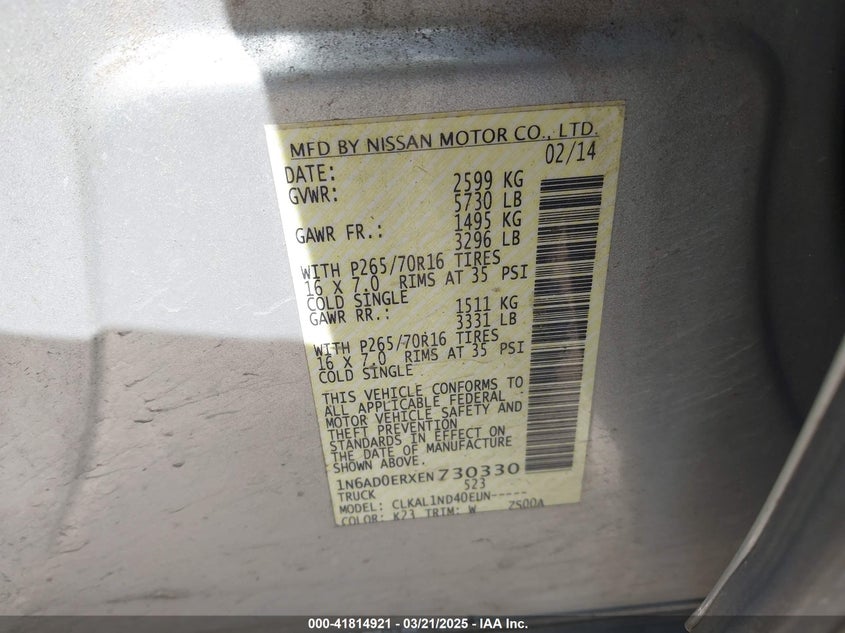 MFD BY NISSAN MOTOR CO., LTD.
DATE: 02/14
GVWR: 2599 KG
5730 LB
GAWR FR.: 1495 KG
3296 LB
WITH P265/70R16 TIRES
16 X 7.0 RIMS AT 35 PSI
COLD SINGLE
GAWR RR.: 1511 KG
3331 LB
WITH P265/70R16 TIRES
16 X 7.0 RIMS AT 35 PSI
COLD SINGLE
THIS VEHICLE CONFORMS TO
ALL APPLICABLE FEDERAL
MOTOR VEHICLE SAFETY AND
THEFT PREVENTION
STANDARDS IN EFFECT ON
THE DATE OF MANUFACTURE
SHOWN ABOVE.
1N6AD0ERXEN730330
TRUCK 523
MODEL: CLKAL1ND40EUN-----
COLOR: K23 TRIM: W ZS00A
000-41814921 - 03/21/2025 - IAA Inc.